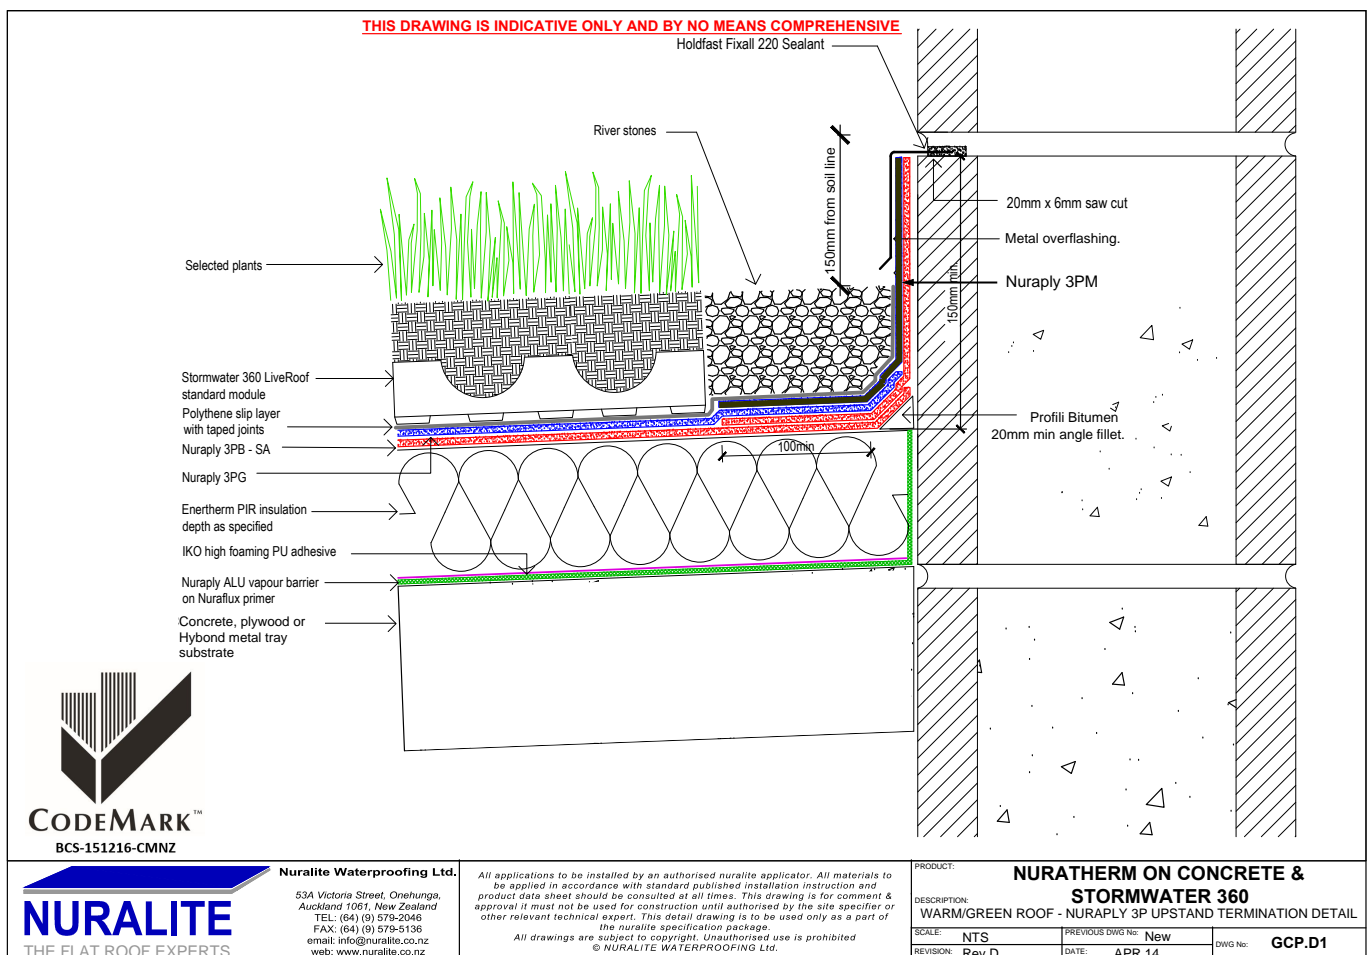 THIS DRAWING IS INDICATIVE ONLY AND BY NO MEANS COMPREHENSIVE
Holdfast Fixall 220 Sealant
River stones
150mm from soil line
20mm x 6mm saw cut
Metal overflashing.
Selected plants
Nuraply 3PM
150mm min.
Stormwater 360 LiveRoof
standard module
Polythene slip layer
with taped joints
Profili Bitumen
20mm min angle fillet.
Nuraply 3PB - SA
100min
Nuraply 3PG
Enertherm PIR insulation
depth as specified
IKO high foaming PU adhesive
Nuraply ALU vapour barrier
on Nuraflux primer
Concrete, plywood or
Hybond metal tray
substrate
CODEMARK™
BCS-151216-CMNZ
NURALITE
THE FLAT ROOF EXPERTS
Nuralite Waterproofing Ltd.
53A Victoria Street, Onehunga,
Auckland 1061, New Zealand
TEL: (64) (9) 579-2046
FAX: (64) (9) 579-5136
email: info@nuralite.co.nz
web: www.nuralite.co.nz
All applications to be installed by an authorised nuralite applicator. All materials to
be applied in accordance with standard published installation instruction and
product data sheet should be consulted at all times. This drawing is for comment &
approval it must not be used for construction until authorised by the site specifier or
other relevant technical expert. This detail drawing is to be used only as a part of
the nuralite specification package.
All drawings are subject to copyright. Unauthorised use is prohibited
© NURALITE WATERPROOFING Ltd.
PRODUCT:
NURATHERM ON CONCRETE &
STORMWATER 360
DESCRIPTION:
WARM/GREEN ROOF - NURAPLY 3P UPSTAND TERMINATION DETAIL
SCALE: NTS
PREVIOUS DWG No: New
DWG No: GCP.D1
REVISION: Rev D
DATE: APR 14